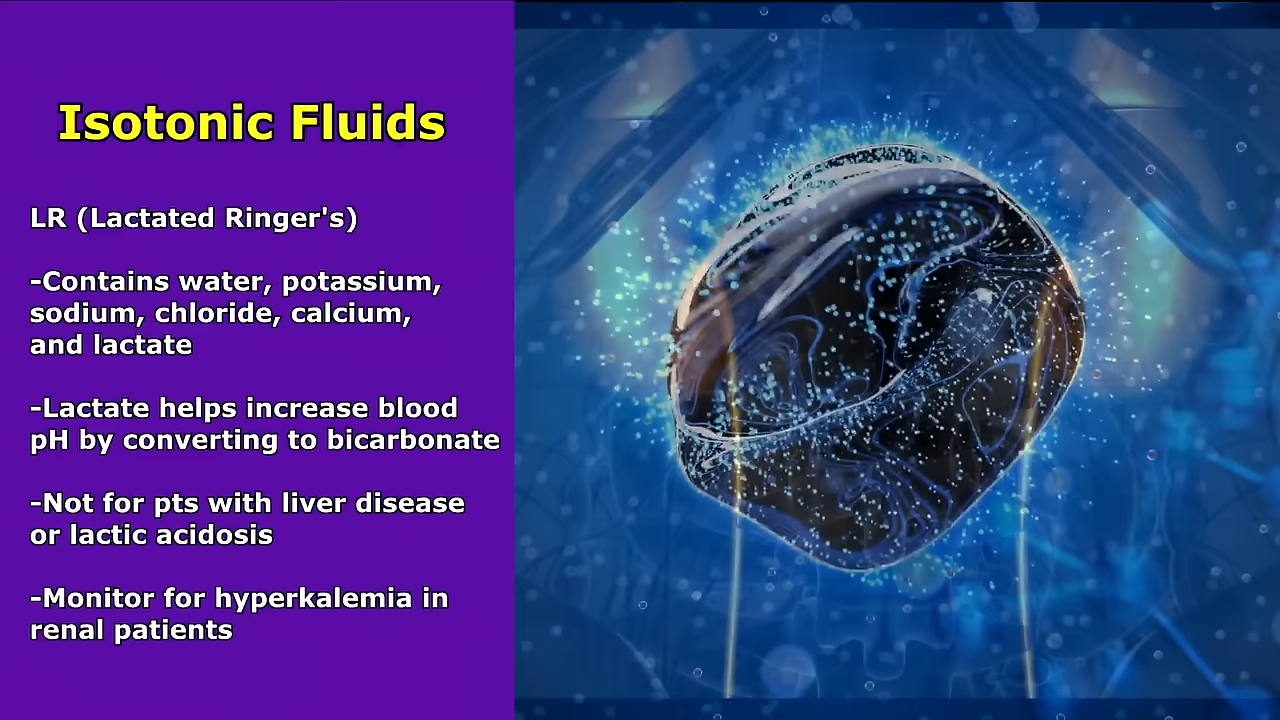 Isotonic Fluids
LR (Lactated Ringer's)
-Contains water, potassium,
sodium, chloride, calcium,
and lactate
-Lactate helps increase blood
pH by converting to bicarbonate
-Not for pts with liver disease
or lactic acidosis
-Monitor for hyperkalemia in
renal patients